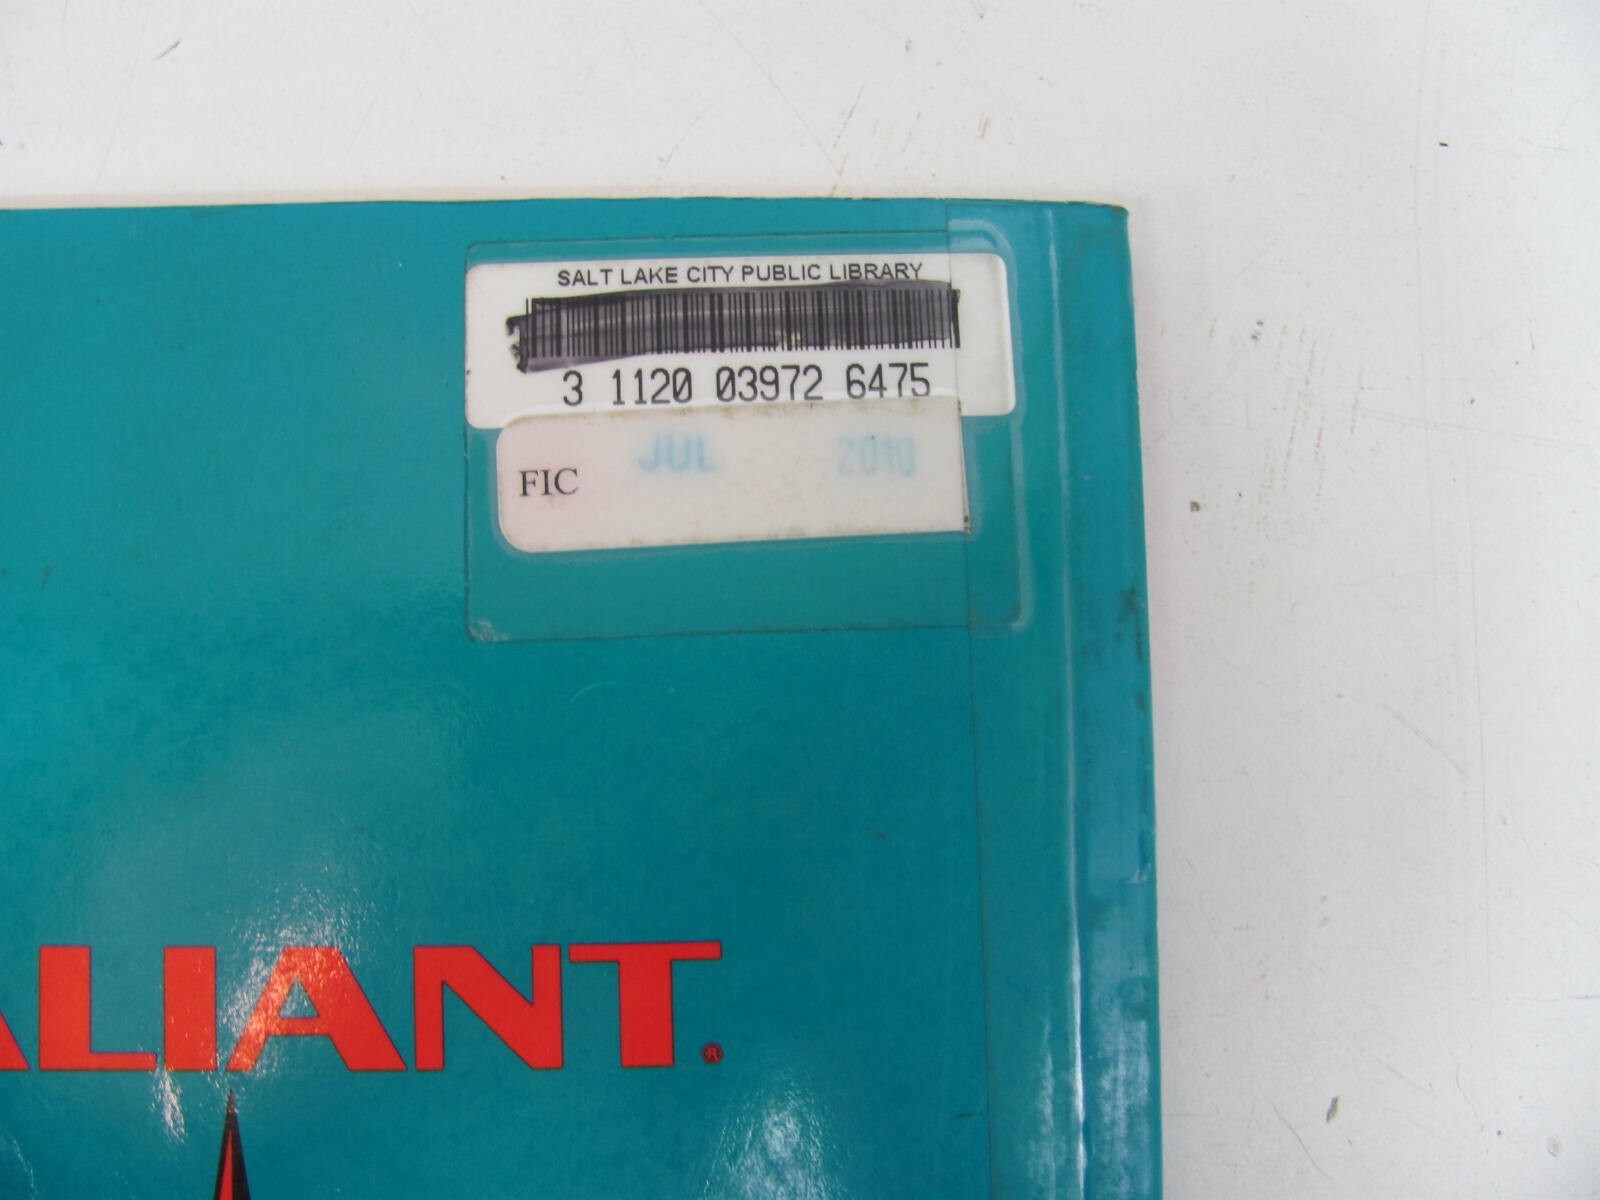 SALT LAKE CITY PUBLIC LIBRARY
3 1120 03972 6475
JUL 2010
FIC
ALIANT®